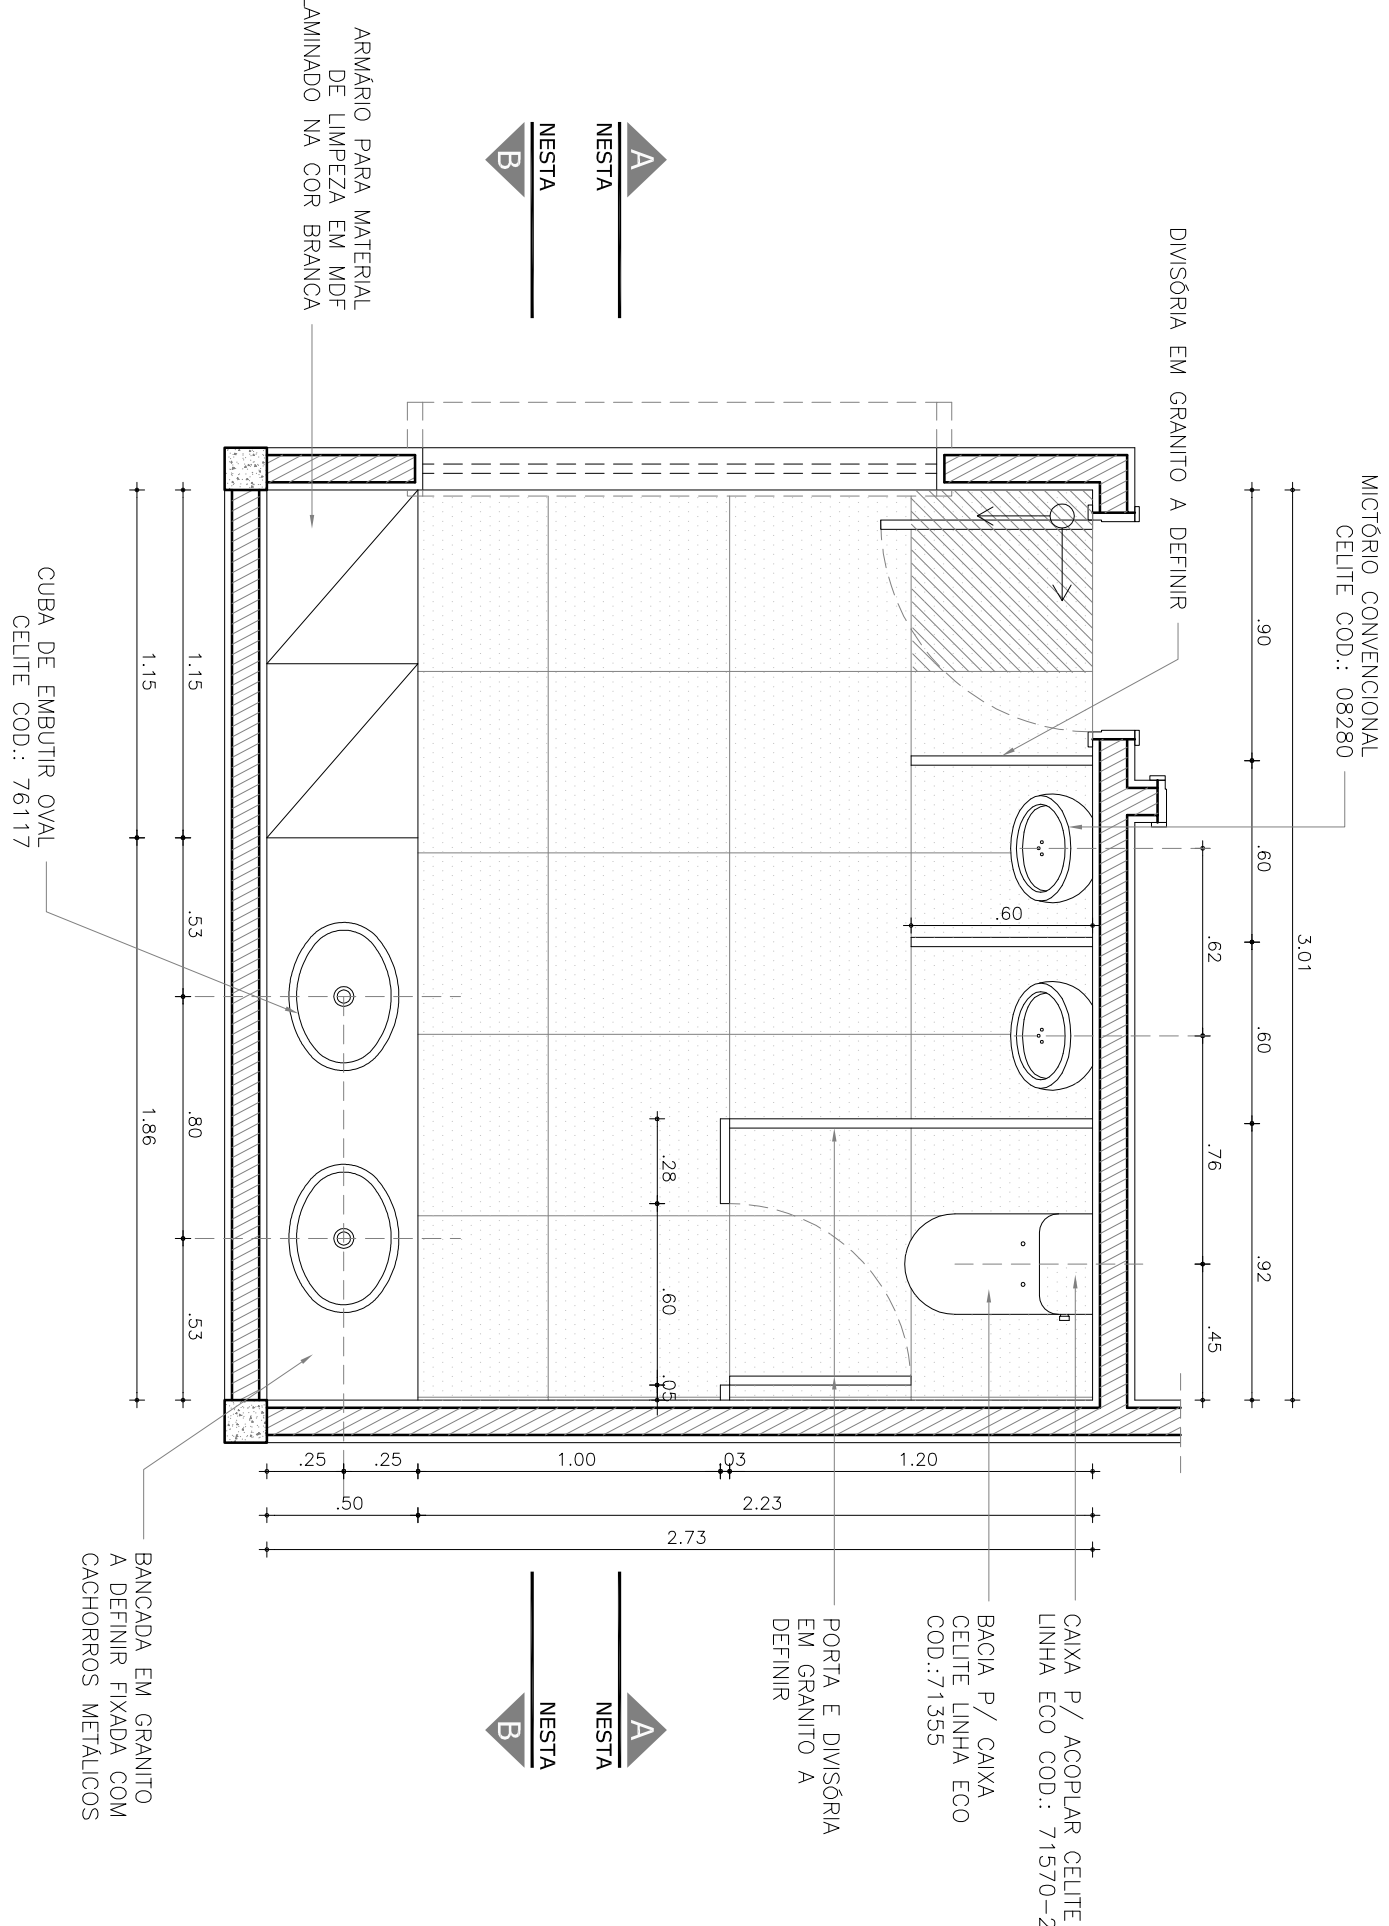 MICTÓRIO CONVENCIONAL
CELITE COD.: 08280
DIVISÓRIA EM GRANITO A DEFINIR
3.01
.90
.60
.60
.92
.62
.76
.45
.60
CAIXA P/ ACOPLAR CELITE
LINHA ECO COD.: 71570-2
BACIA P/ CAIXA
CELITE LINHA ECO
COD.:71355
PORTA E DIVISÓRIA
EM GRANITO A
DEFINIR
A
NESTA
NESTA
B
A
NESTA
NESTA
B
.28
.60
.05
1.20
.03
1.00
.25
.25
2.23
.50
2.73
ARMÁRIO PARA MATERIAL
DE LIMPEZA EM MDF
AMINADO NA COR BRANCA
1.15
.53
.80
.53
1.15
1.86
BANCADA EM GRANITO
A DEFINIR FIXADA COM
CACHORROS METÁLICOS
CUBA DE EMBUTIR OVAL
CELITE COD.: 76117